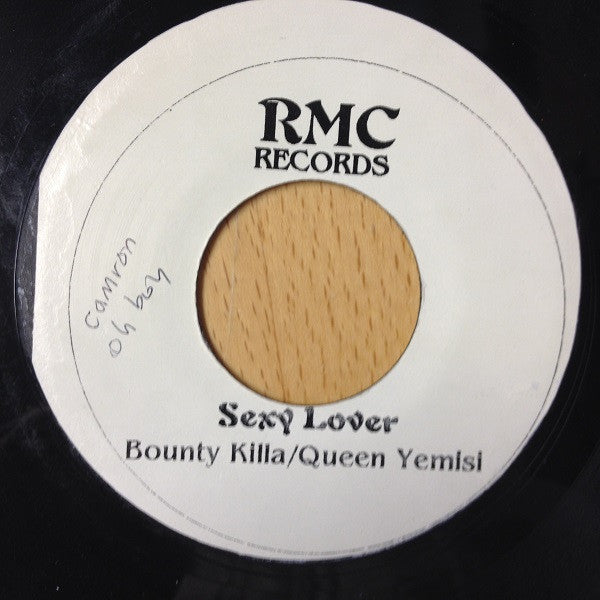 RMC
RECORDS
camron
oh boy
Sexy Lover
Bounty Killa/Queen Yemisi